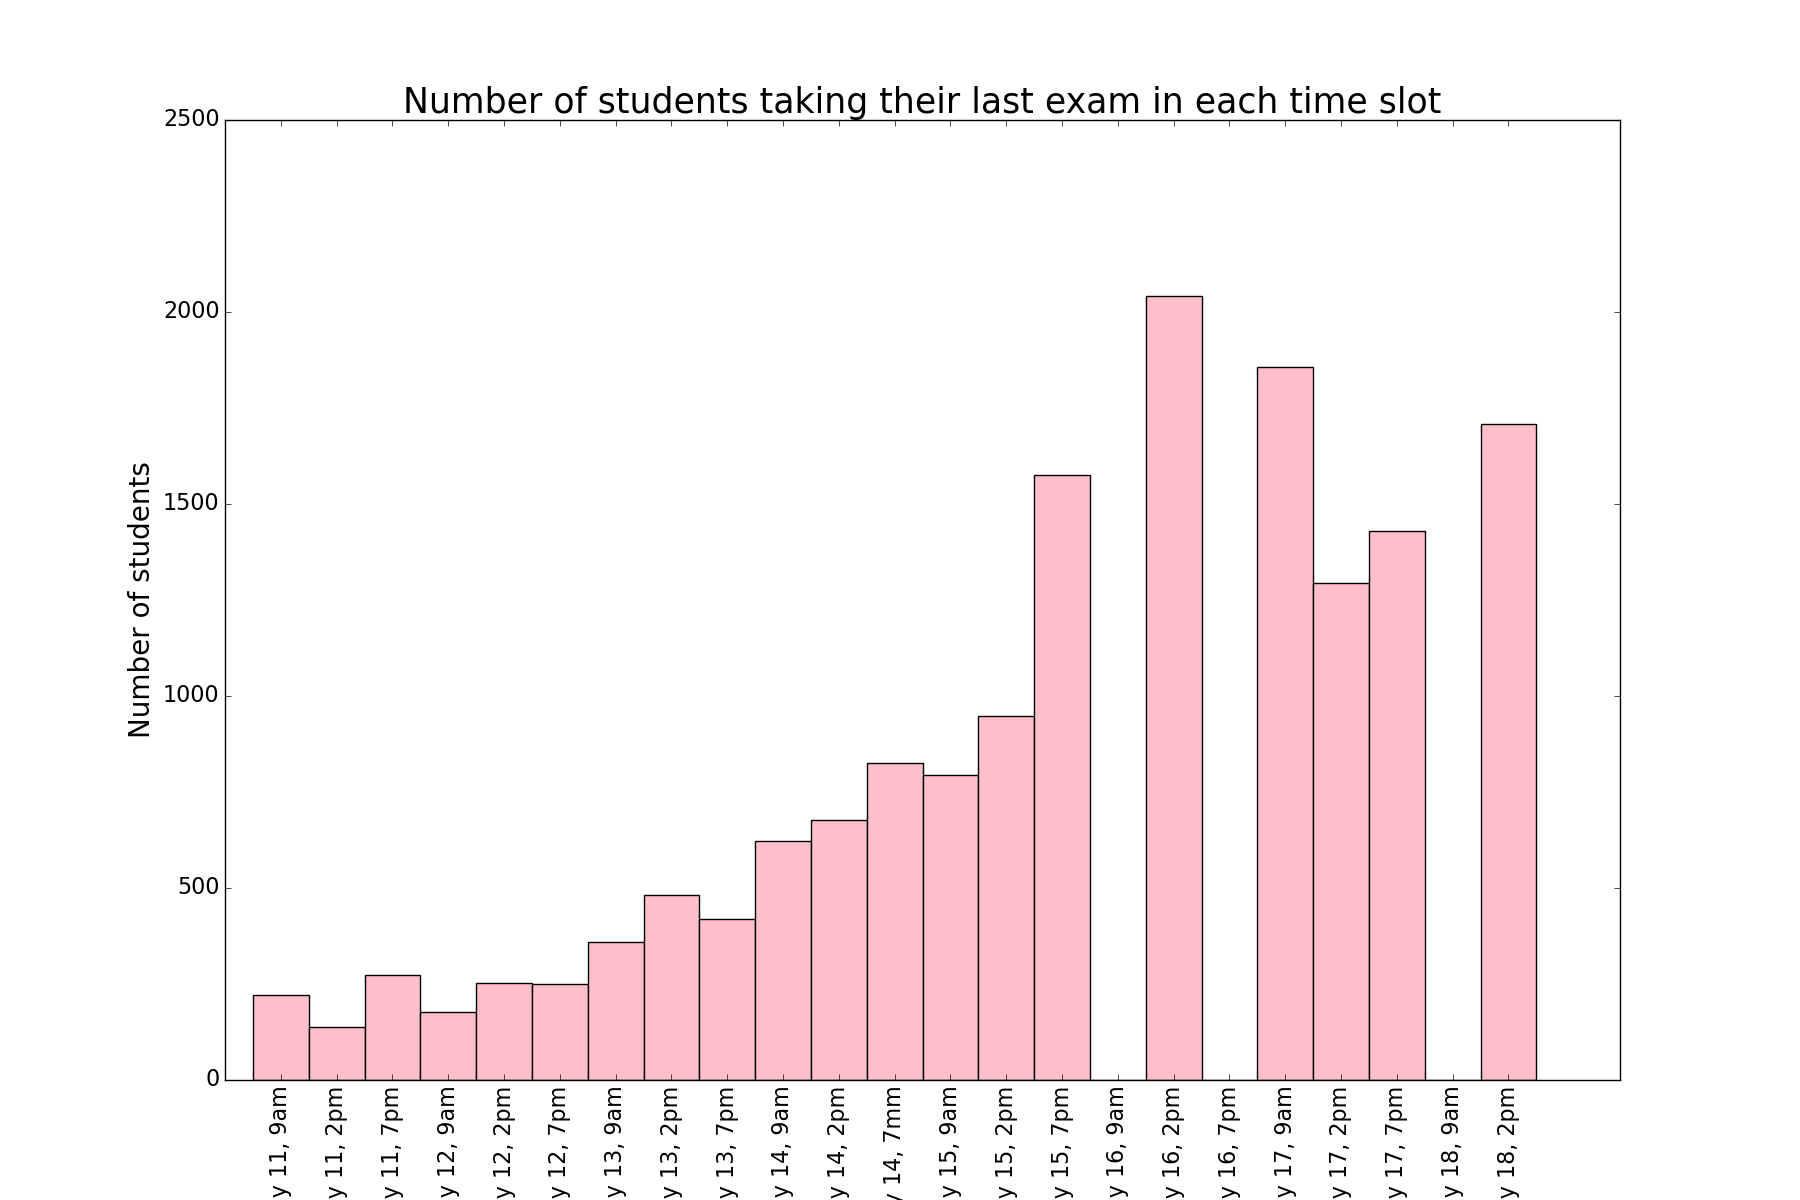 Number of students taking their last exam in each time slot
Number of students
2500
2000
1500
1000
500
0
y 11, 9am
y 11, 2pm
y 11, 7pm
y 12, 9am
y 12, 2pm
y 12, 7pm
y 13, 9am
y 13, 2pm
y 13, 7pm
y 14, 9am
y 14, 2pm
y 14, 7mm
y 15, 9am
y 15, 2pm
y 15, 7pm
y 16, 9am
y 16, 2pm
y 16, 7pm
y 17, 9am
y 17, 2pm
y 17, 7pm
y 18, 9am
y 18, 2pm